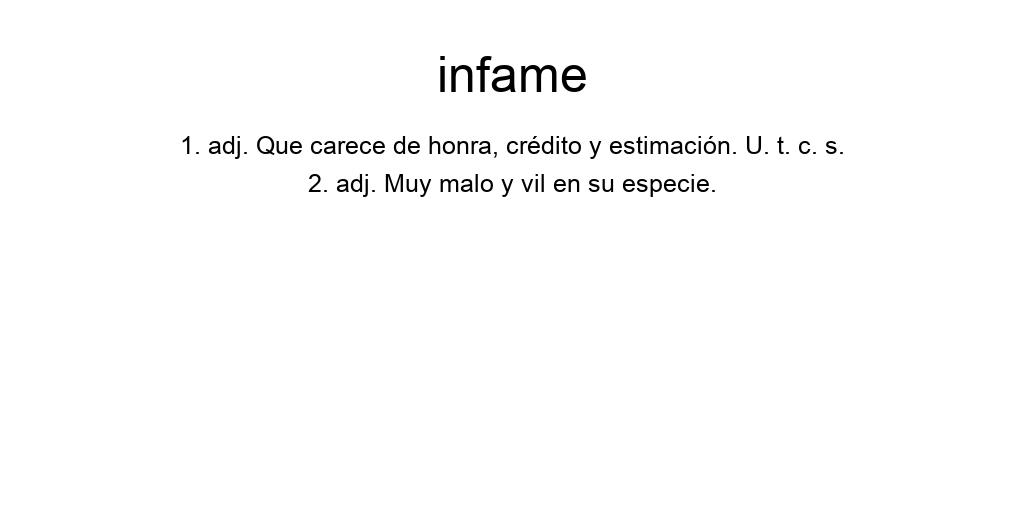 infame
1. adj. Que carece de honra, crédito y estimación. U. t. c. s.
2. adj. Muy malo y vil en su especie.